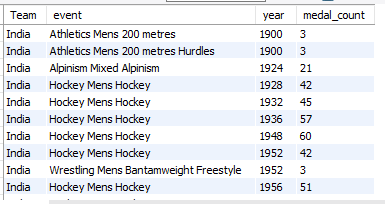 Team event year medal_count
India Athletics Mens 200 metres 1900 3
India Athletics Mens 200 metres Hurdles 1900 3
India Alpinism Mixed Alpinism 1924 21
India Hockey Mens Hockey 1928 42
India Hockey Mens Hockey 1932 45
India Hockey Mens Hockey 1936 57
India Hockey Mens Hockey 1948 60
India Hockey Mens Hockey 1952 42
India Wrestling Mens Bantamweight Freestyle 1952 3
India Hockey Mens Hockey 1956 51